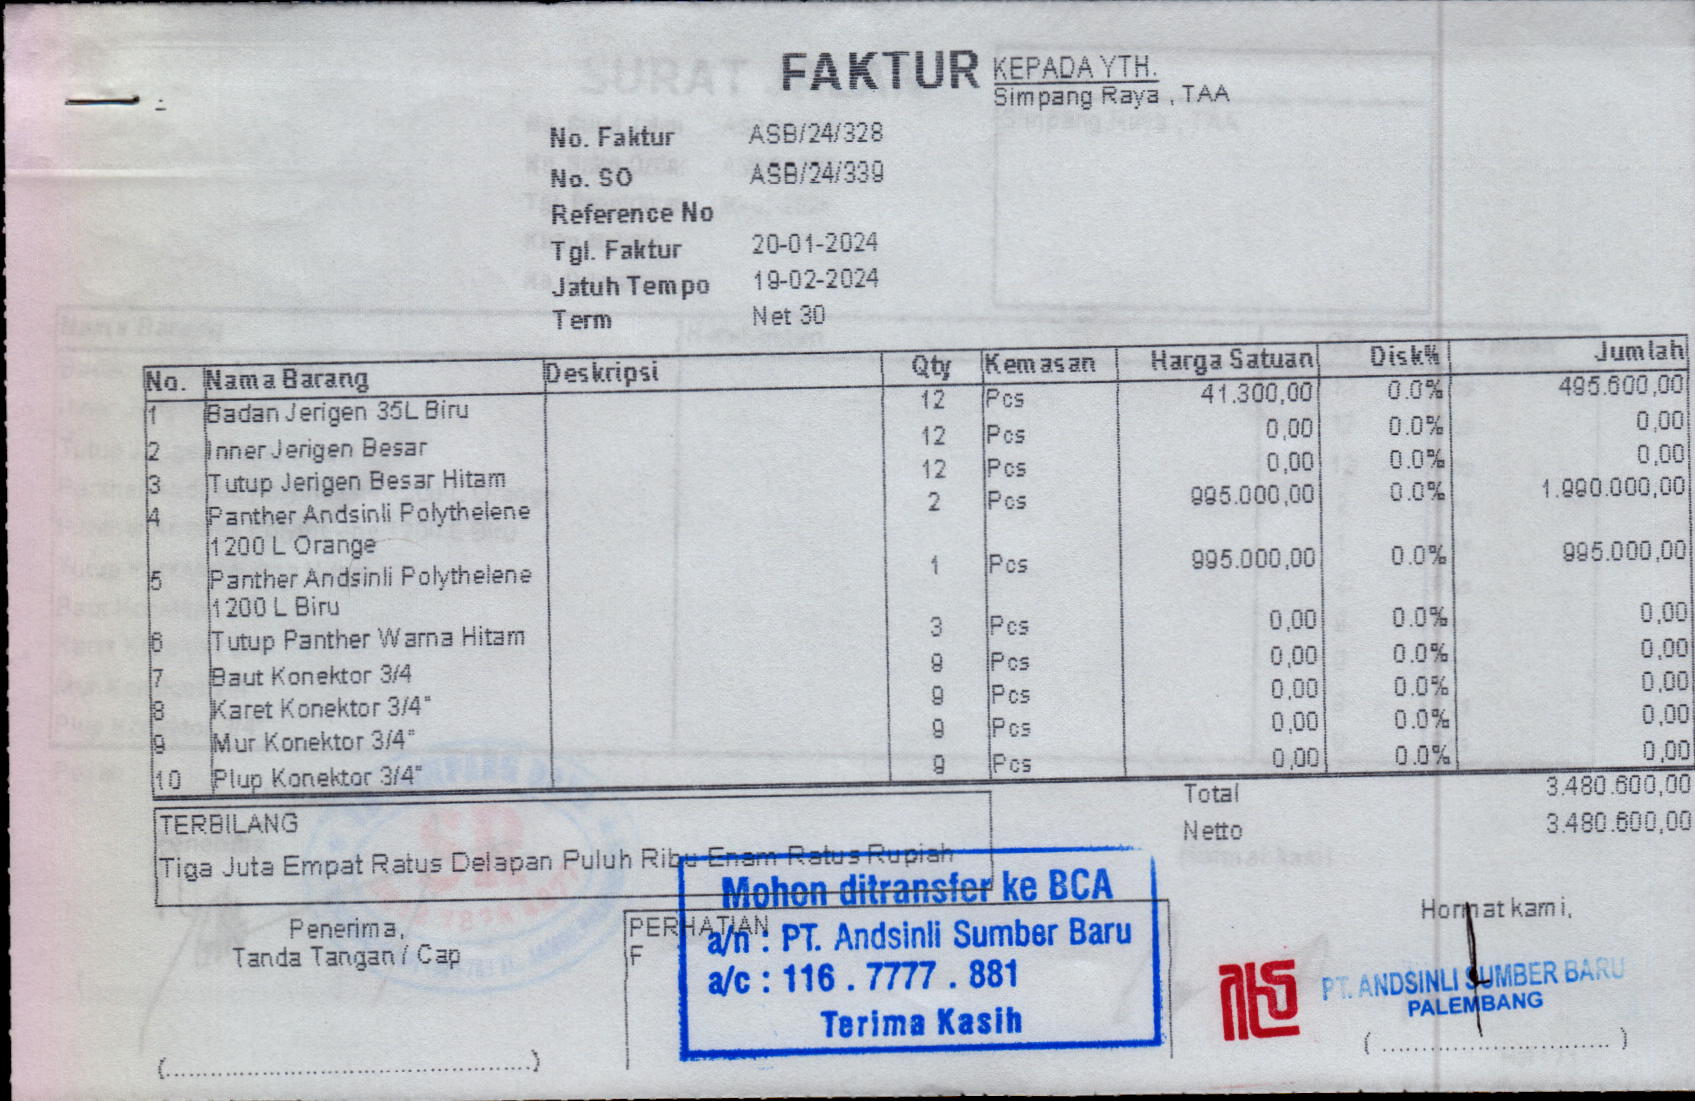 FAKTUR
KEPADA YTH.
Simpang Raya , TAA
No. Faktur ASB/24/328
No. SO ASB/24/339
Reference No
Tgl. Faktur 20-01-2024
Jatuh Tempo 19-02-2024
Term Net 30
No. Nama Barang Deskripsi Qty Kemasan Harga Satuan Disk% Jumlah
1 Badan Jerigen 35L Biru 12 Pcs 41.300,00 0.0% 495.600,00
2 Inner Jerigen Besar 12 Pcs 0,00 0.0% 0,00
3 Tutup Jerigen Besar Hitam 12 Pcs 0,00 0.0% 0,00
4 Panther Andsinli Polythelene 2 Pcs 995.000,00 0.0% 1.990.000,00
1200 L Orange
5 Panther Andsinli Polythelene 1 Pcs 995.000,00 0.0% 995.000,00
1200 L Biru
6 Tutup Panther Warna Hitam 3 Pcs 0,00 0.0% 0,00
7 Baut Konektor 3/4 9 Pcs 0,00 0.0% 0,00
8 Karet Konektor 3/4" 9 Pcs 0,00 0.0% 0,00
9 Mur Konektor 3/4" 9 Pcs 0,00 0.0% 0,00
10 Plup Konektor 3/4" 9 Pcs 0,00 0.0% 0,00
Total 3.480.600,00
Netto 3.480.600,00
TERBILANG
Tiga Juta Empat Ratus Delapan Puluh Ribu Enam Ratus Rupiah
Penerima,
Tanda Tangan / Cap
(............................................)
PERHATIAN
F
Mohon ditransfer ke BCA
a/n : PT. Andsinli Sumber Baru
a/c : 116 . 7777 . 881
Terima Kasih
Hormat kami,
PT. ANDSINLI SUMBER BARU
PALEMBANG
( ............................ )